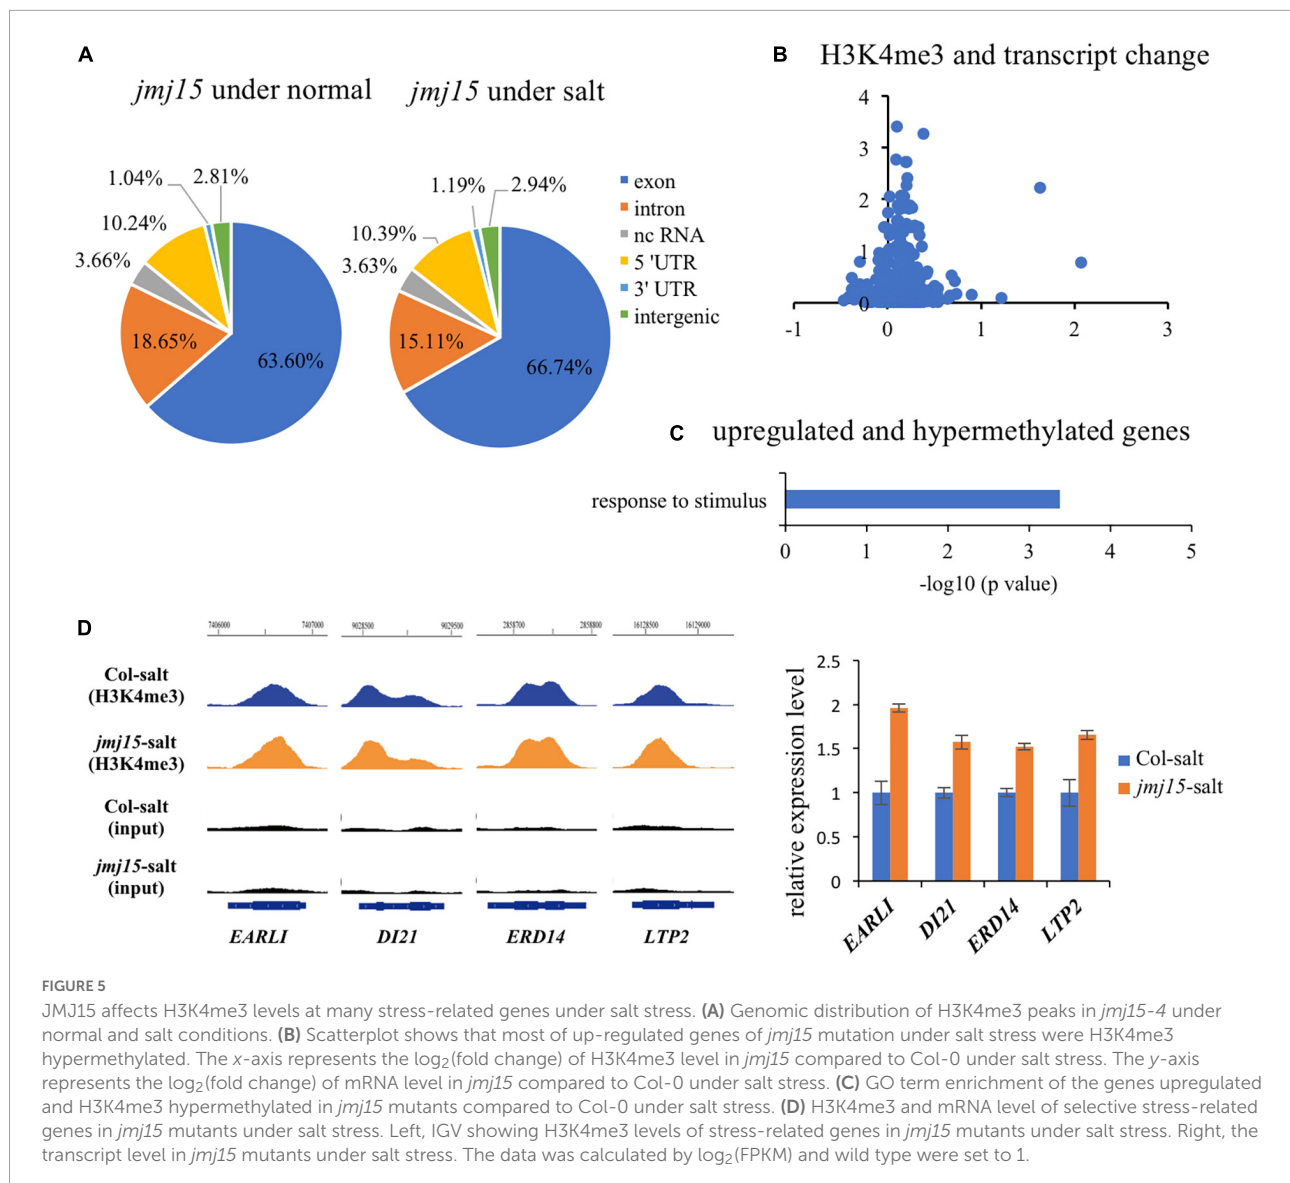 A
jmj15 under normal
jmj15 under salt
1.04%
2.81%
10.24%
3.66%
18.65%
63.60%
1.19%
2.94%
10.39%
3.63%
15.11%
66.74%
exon
intron
nc RNA
5 'UTR
3' UTR
intergenic
B
H3K4me3 and transcript change
4
3
2
1
0
-1
0
1
2
3
C
upregulated and hypermethylated genes
response to stimulus
0
1
2
3
4
5
-log10 (p value)
D
7406000
7407000
9028500
9029500
2858700
2858800
16128500
16129000
Col-salt
(H3K4me3)
jmj15-salt
(H3K4me3)
Col-salt
(input)
jmj15-salt
(input)
EARLI
DI21
ERD14
LTP2
relative expression level
2.5
2
1.5
1
0.5
0
EARLI
DI21
ERD14
LTP2
Col-salt
jmj15-salt
FIGURE 5
JMJ15 affects H3K4me3 levels at many stress-related genes under salt stress. (A) Genomic distribution of H3K4me3 peaks in jmj15-4 under
normal and salt conditions. (B) Scatterplot shows that most of up-regulated genes of jmj15 mutation under salt stress were H3K4me3
hypermethylated. The x-axis represents the log2(fold change) of H3K4me3 level in jmj15 compared to Col-0 under salt stress. The y-axis
represents the log2(fold change) of mRNA level in jmj15 compared to Col-0 under salt stress. (C) GO term enrichment of the genes upregulated
and H3K4me3 hypermethylated in jmj15 mutants compared to Col-0 under salt stress. (D) H3K4me3 and mRNA level of selective stress-related
genes in jmj15 mutants under salt stress. Left, IGV showing H3K4me3 levels of stress-related genes in jmj15 mutants under salt stress. Right, the
transcript level in jmj15 mutants under salt stress. The data was calculated by log2(FPKM) and wild type were set to 1.